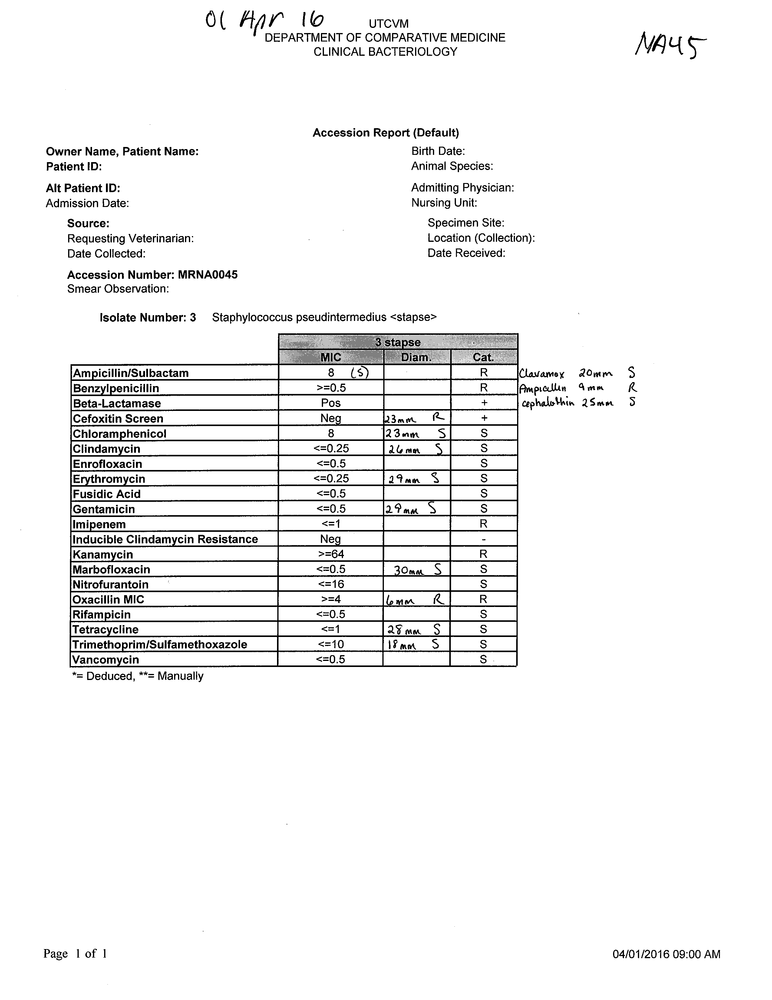 01 Apr 16
UTCVM
DEPARTMENT OF COMPARATIVE MEDICINE
CLINICAL BACTERIOLOGY
NA45
Accession Report (Default)
Owner Name, Patient Name: Birth Date:
Patient ID: Animal Species:
Alt Patient ID: Admitting Physician:
Admission Date: Nursing Unit:
Source: Specimen Site:
Requesting Veterinarian: Location (Collection):
Date Collected: Date Received:
Accession Number: MRNA0045
Smear Observation:
Isolate Number: 3 Staphylococcus pseudintermedius <stapse>
3 stapse
MIC Diam. Cat.
Ampicillin/Sulbactam 8 (S) R Clavamox 20mm S
Benzylpenicillin >=0.5 R Ampicillin 9mm R
Beta-Lactamase Pos + cephalothin 25mm S
Cefoxitin Screen Neg 23mm R +
Chloramphenicol 8 23mm S S
Clindamycin <=0.25 26mm S S
Enrofloxacin <=0.5 S
Erythromycin <=0.25 29mm S S
Fusidic Acid <=0.5 S
Gentamicin <=0.5 29mm S S
Imipenem <=1 R
Inducible Clindamycin Resistance Neg -
Kanamycin >=64 R
Marbofloxacin <=0.5 30mm S S
Nitrofurantoin <=16 S
Oxacillin MIC >=4 6mm R R
Rifampicin <=0.5 S
Tetracycline <=1 28mm S S
Trimethoprim/Sulfamethoxazole <=10 18mm S S
Vancomycin <=0.5 S
*= Deduced, **= Manually
Page 1 of 1 04/01/2016 09:00 AM